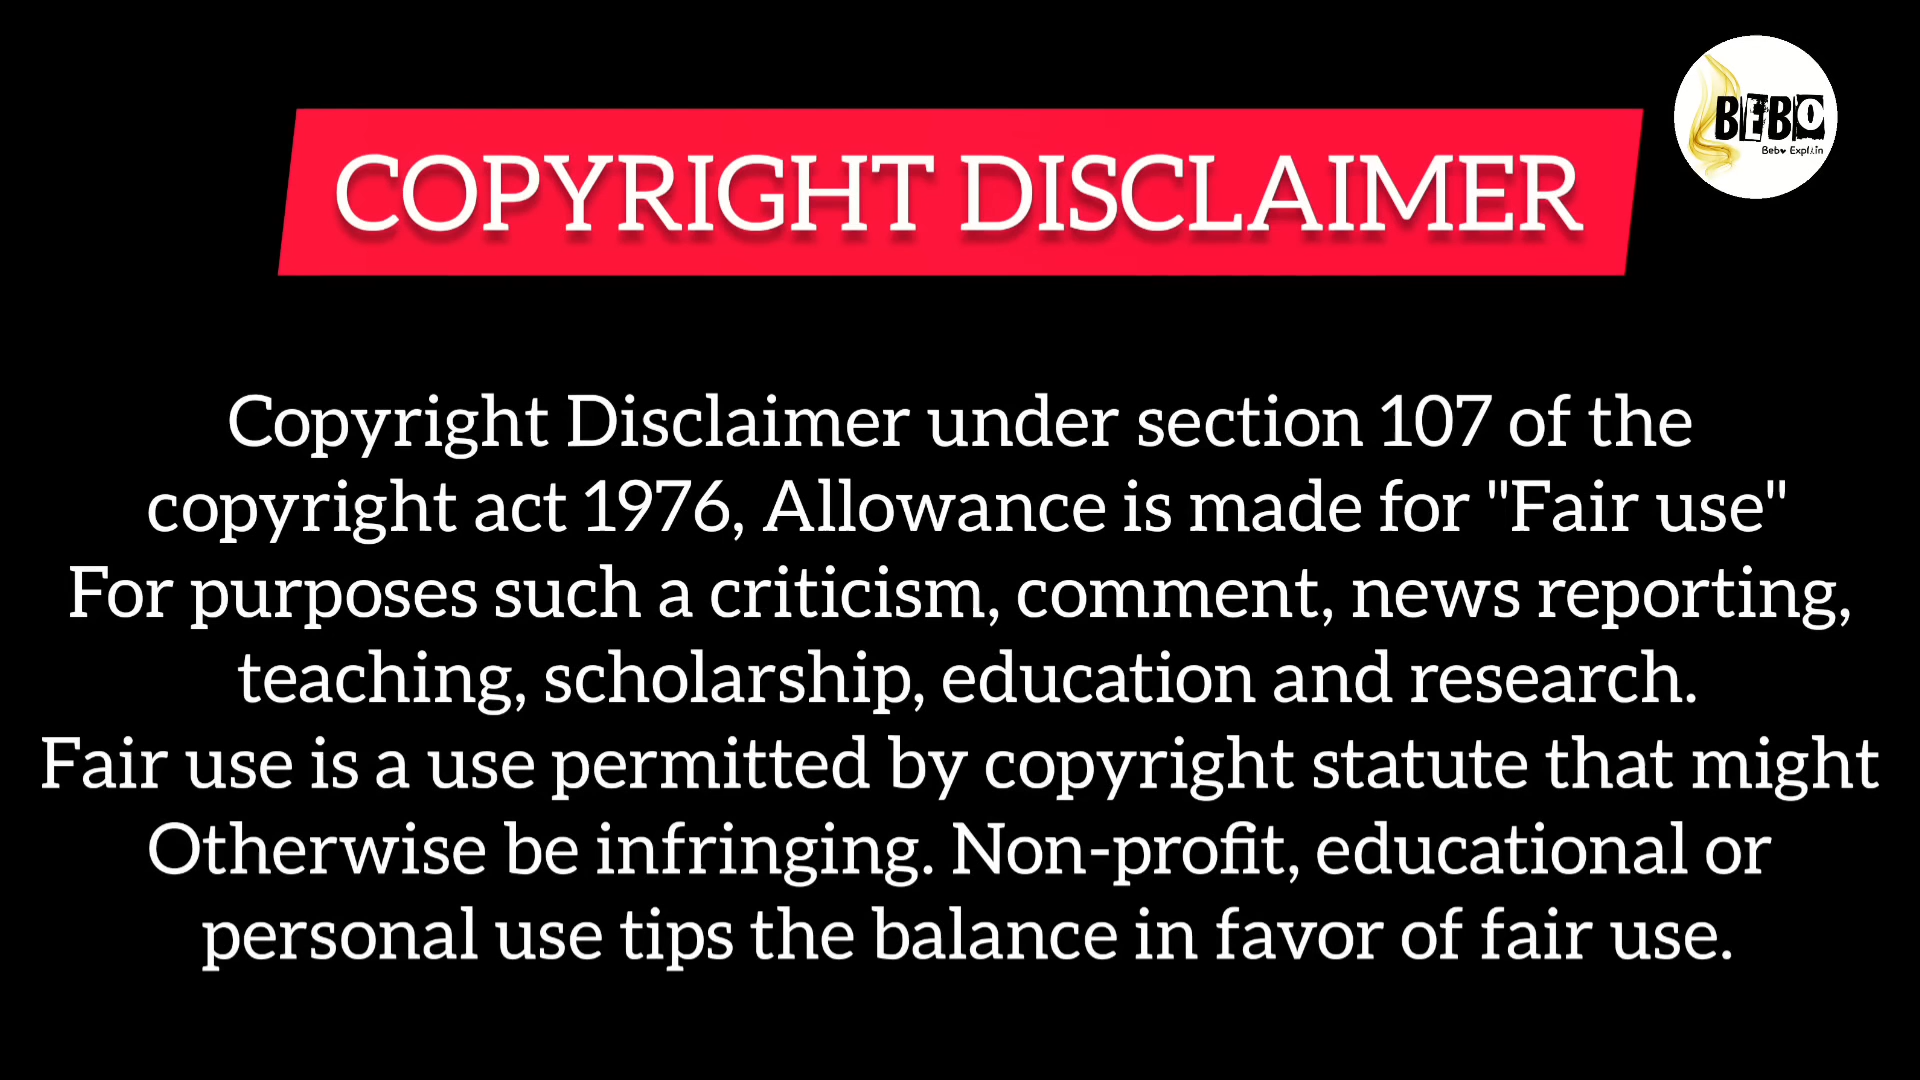 BEBO
Bebo Explain
COPYRIGHT DISCLAIMER
Copyright Disclaimer under section 107 of the
copyright act 1976, Allowance is made for "Fair use"
For purposes such a criticism, comment, news reporting,
teaching, scholarship, education and research.
Fair use is a use permitted by copyright statute that might
Otherwise be infringing. Non-profit, educational or
personal use tips the balance in favor of fair use.